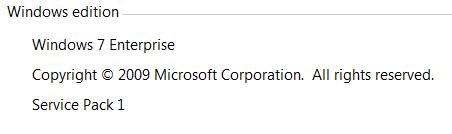 Windows edition
Windows 7 Enterprise
Copyright © 2009 Microsoft Corporation.  All rights reserved.
Service Pack 1